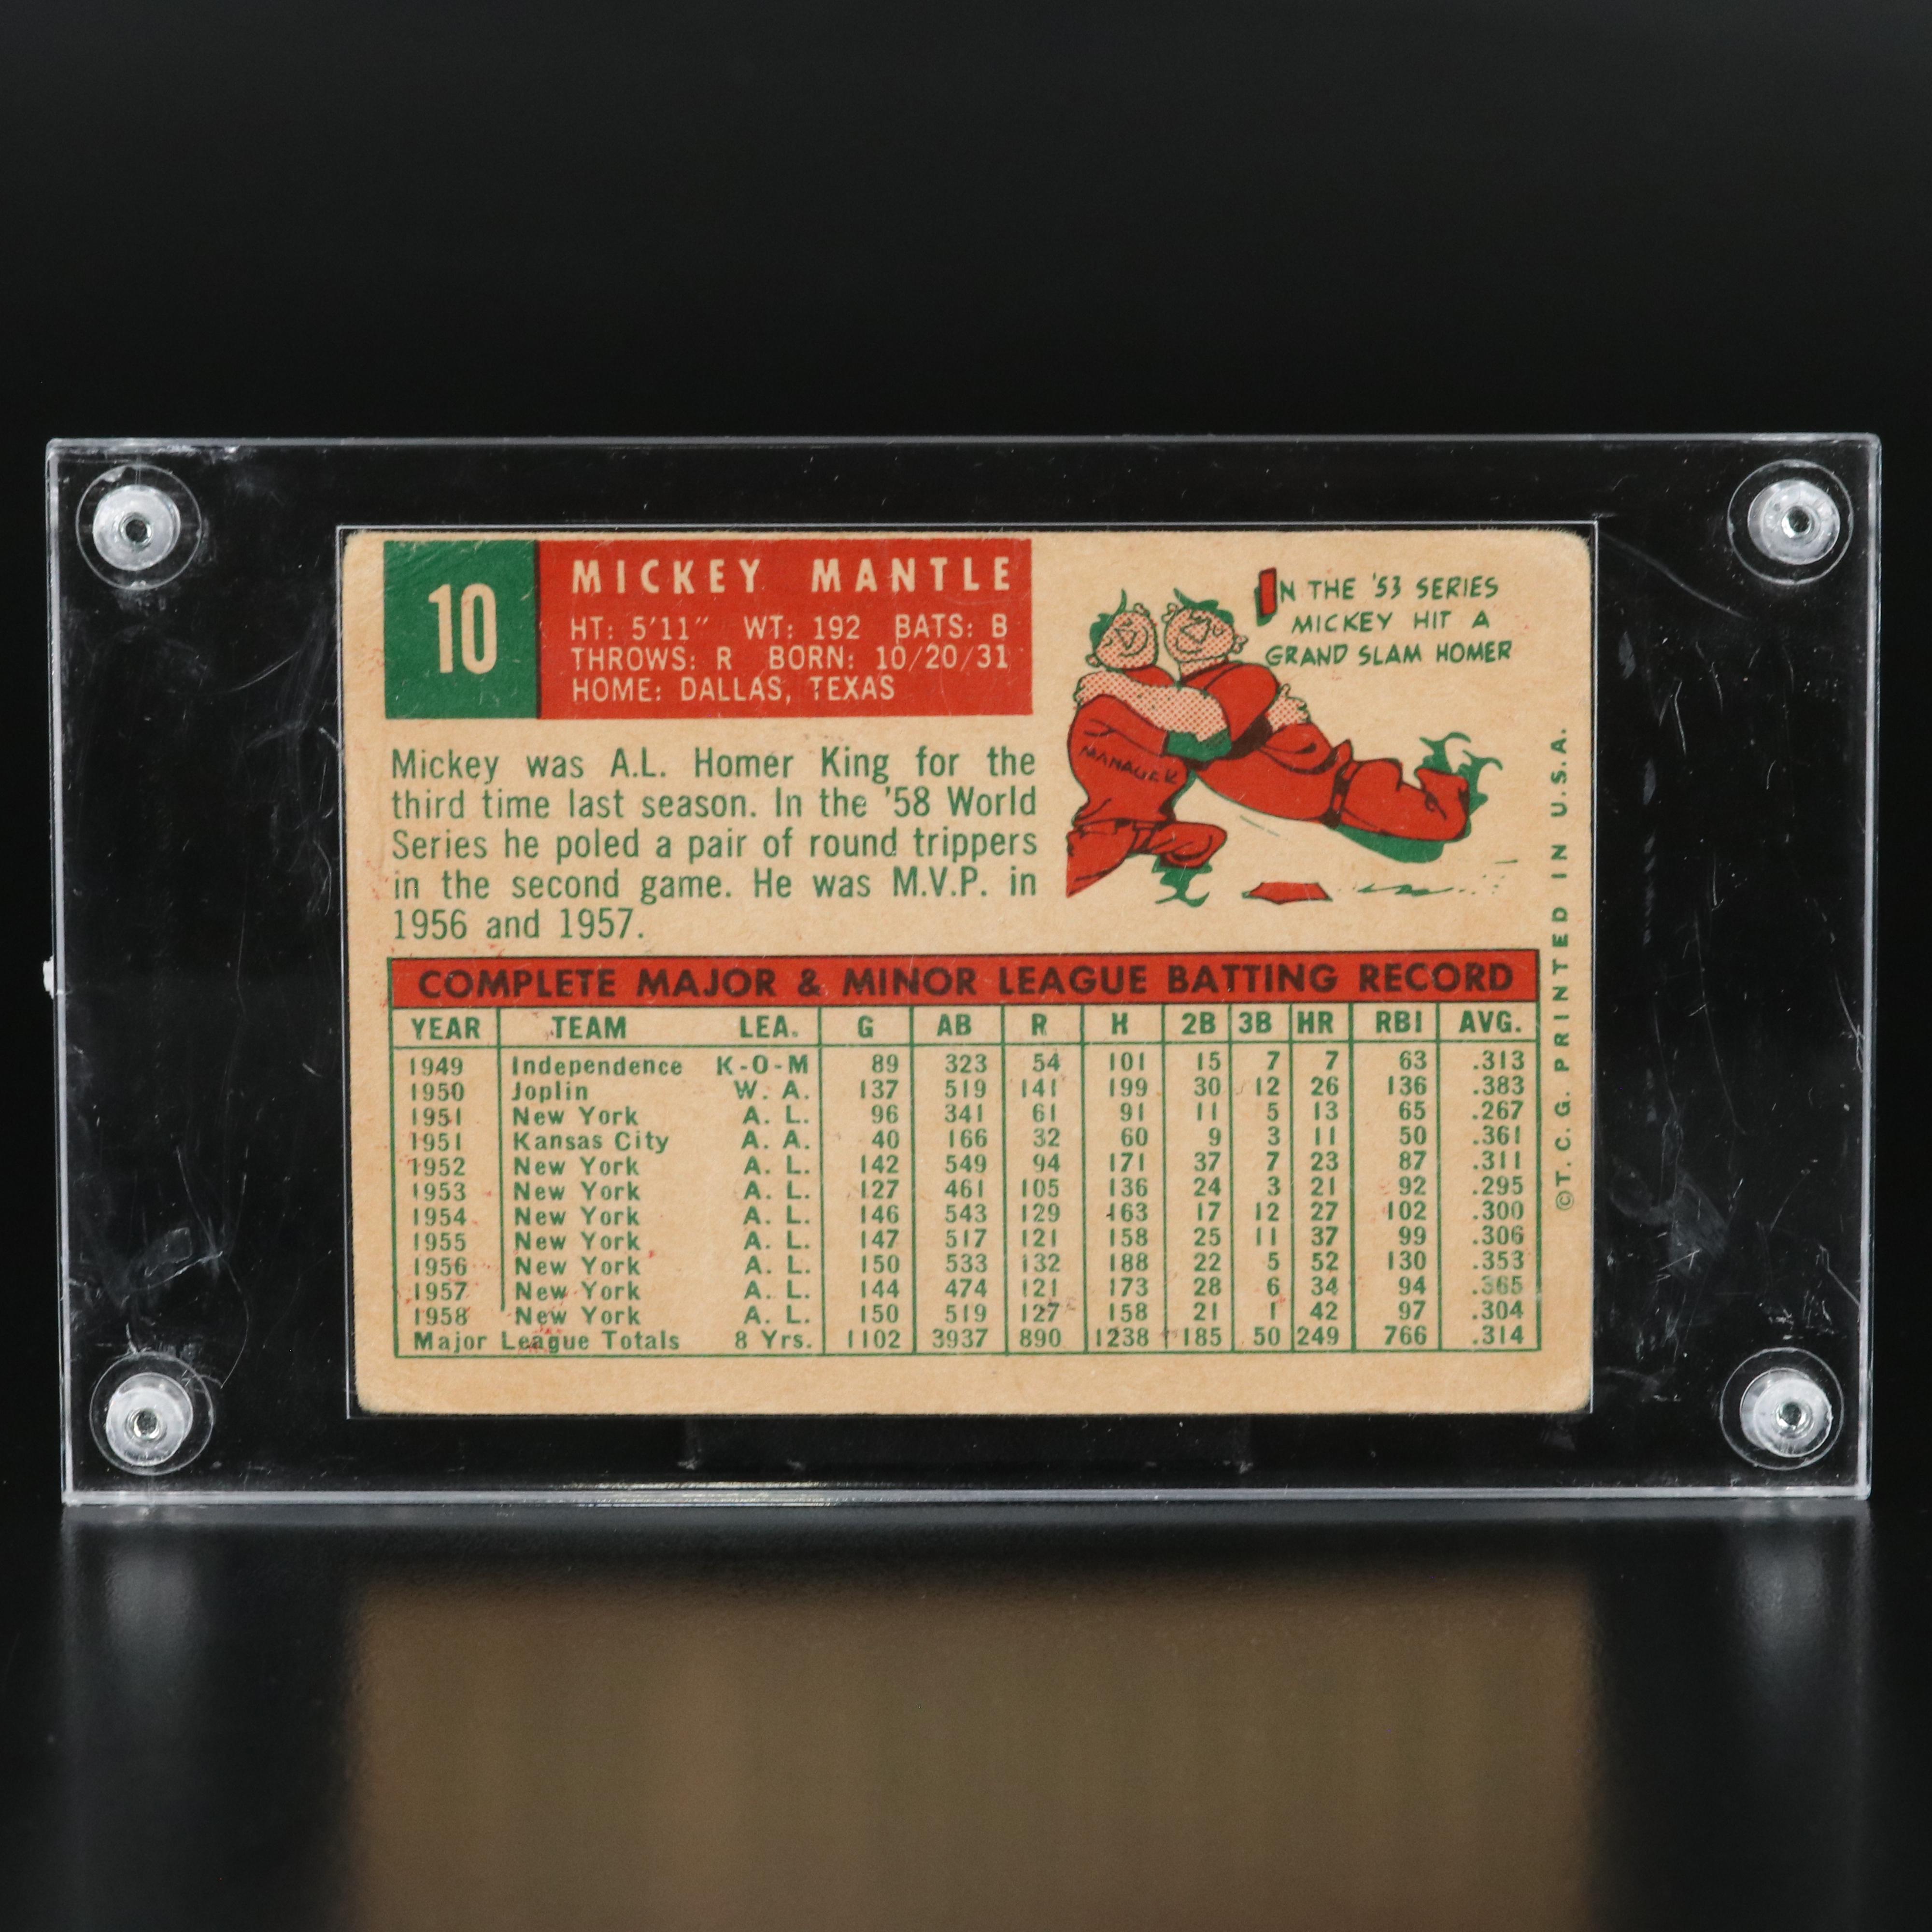 10
MICKEY MANTLE
HT: 5'11" WT: 192 BATS: B
THROWS: R BORN: 10/20/31
HOME: DALLAS, TEXAS
IN THE '53 SERIES
MICKEY HIT A
GRAND SLAM HOMER
MANAGER
Mickey was A.L. Homer King for the
third time last season. In the '58 World
Series he poled a pair of round trippers
in the second game. He was M.V.P. in
1956 and 1957.
COMPLETE MAJOR & MINOR LEAGUE BATTING RECORD
YEAR TEAM LEA. G AB R H 2B 3B HR RBI AVG.
1949 Independence K-O-M 89 323 54 101 15 7 7 63 .313
1950 Joplin W. A. 137 519 141 199 30 12 26 136 .383
1951 New York A. L. 96 341 61 91 11 5 13 65 .267
1951 Kansas City A. A. 40 166 32 60 9 3 11 50 .361
1952 New York A. L. 142 549 94 171 37 7 23 87 .311
1953 New York A. L. 127 461 105 136 24 3 21 92 .295
1954 New York A. L. 146 543 129 163 17 12 27 102 .300
1955 New York A. L. 147 517 121 158 25 11 37 99 .306
1956 New York A. L. 150 533 132 188 22 5 52 130 .353
1957 New York A. L. 144 474 121 173 28 6 34 94 .365
1958 New York A. L. 150 519 127 158 21 1 42 97 .304
Major League Totals 8 Yrs. 1102 3937 890 1238 185 50 249 766 .314
©T. C. G. PRINTED IN U.S.A.